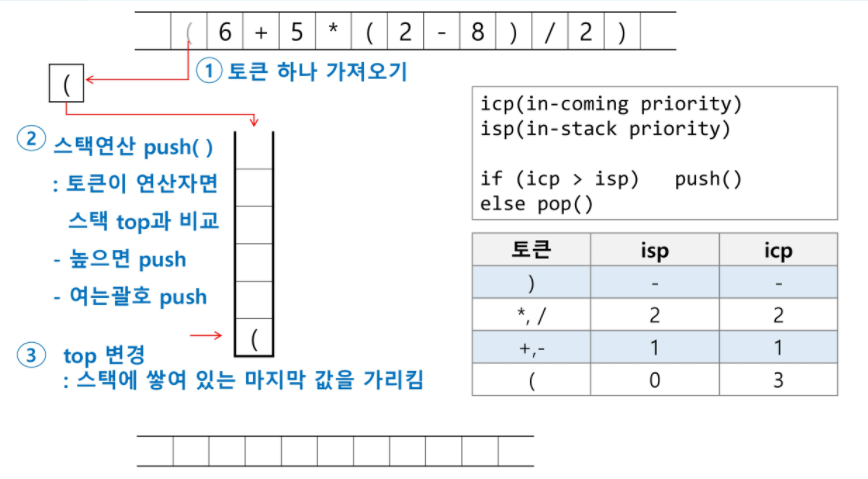 ( 6 + 5 * ( 2 - 8 ) / 2 )
① 토큰 하나 가져오기
(
② 스택연산 push( )
: 토큰이 연산자면
스택 top과 비교
- 높으면 push
- 여는괄호 push
(
③ top 변경
: 스택에 쌓여 있는 마지막 값을 가리킴
icp(in-coming priority)
isp(in-stack priority)
if (icp > isp) push()
else pop()
토큰 isp icp
) - -
*, / 2 2
+,- 1 1
( 0 3